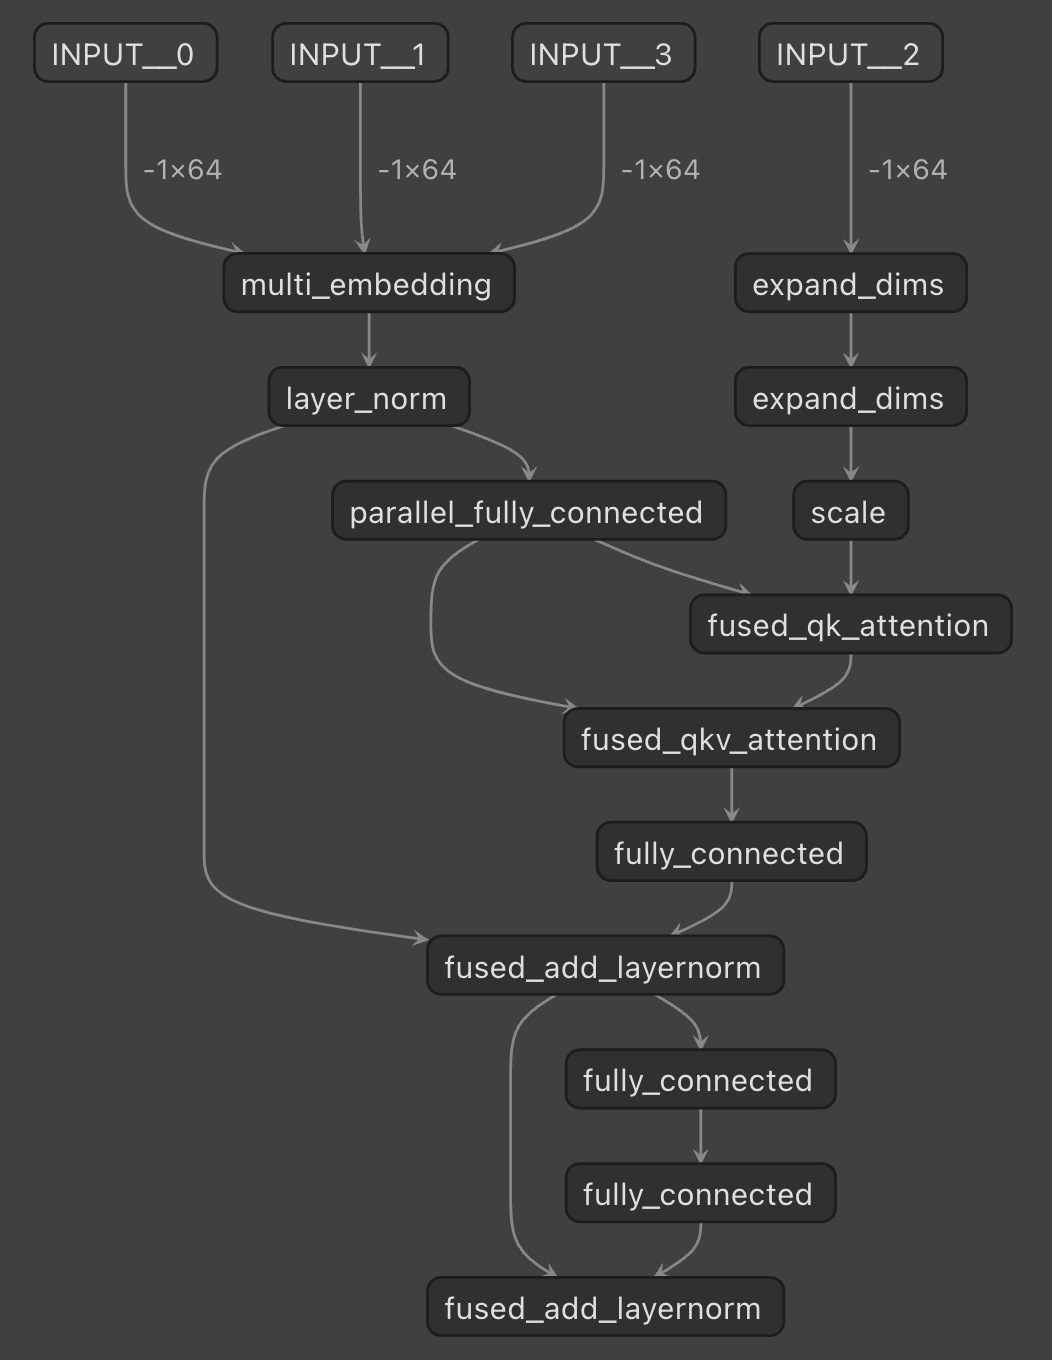 INPUT__0
INPUT__1
INPUT__3
INPUT__2
-1×64
-1×64
-1×64
-1×64
multi_embedding
expand_dims
layer_norm
expand_dims
parallel_fully_connected
scale
fused_qk_attention
fused_qkv_attention
fully_connected
fused_add_layernorm
fully_connected
fully_connected
fused_add_layernorm